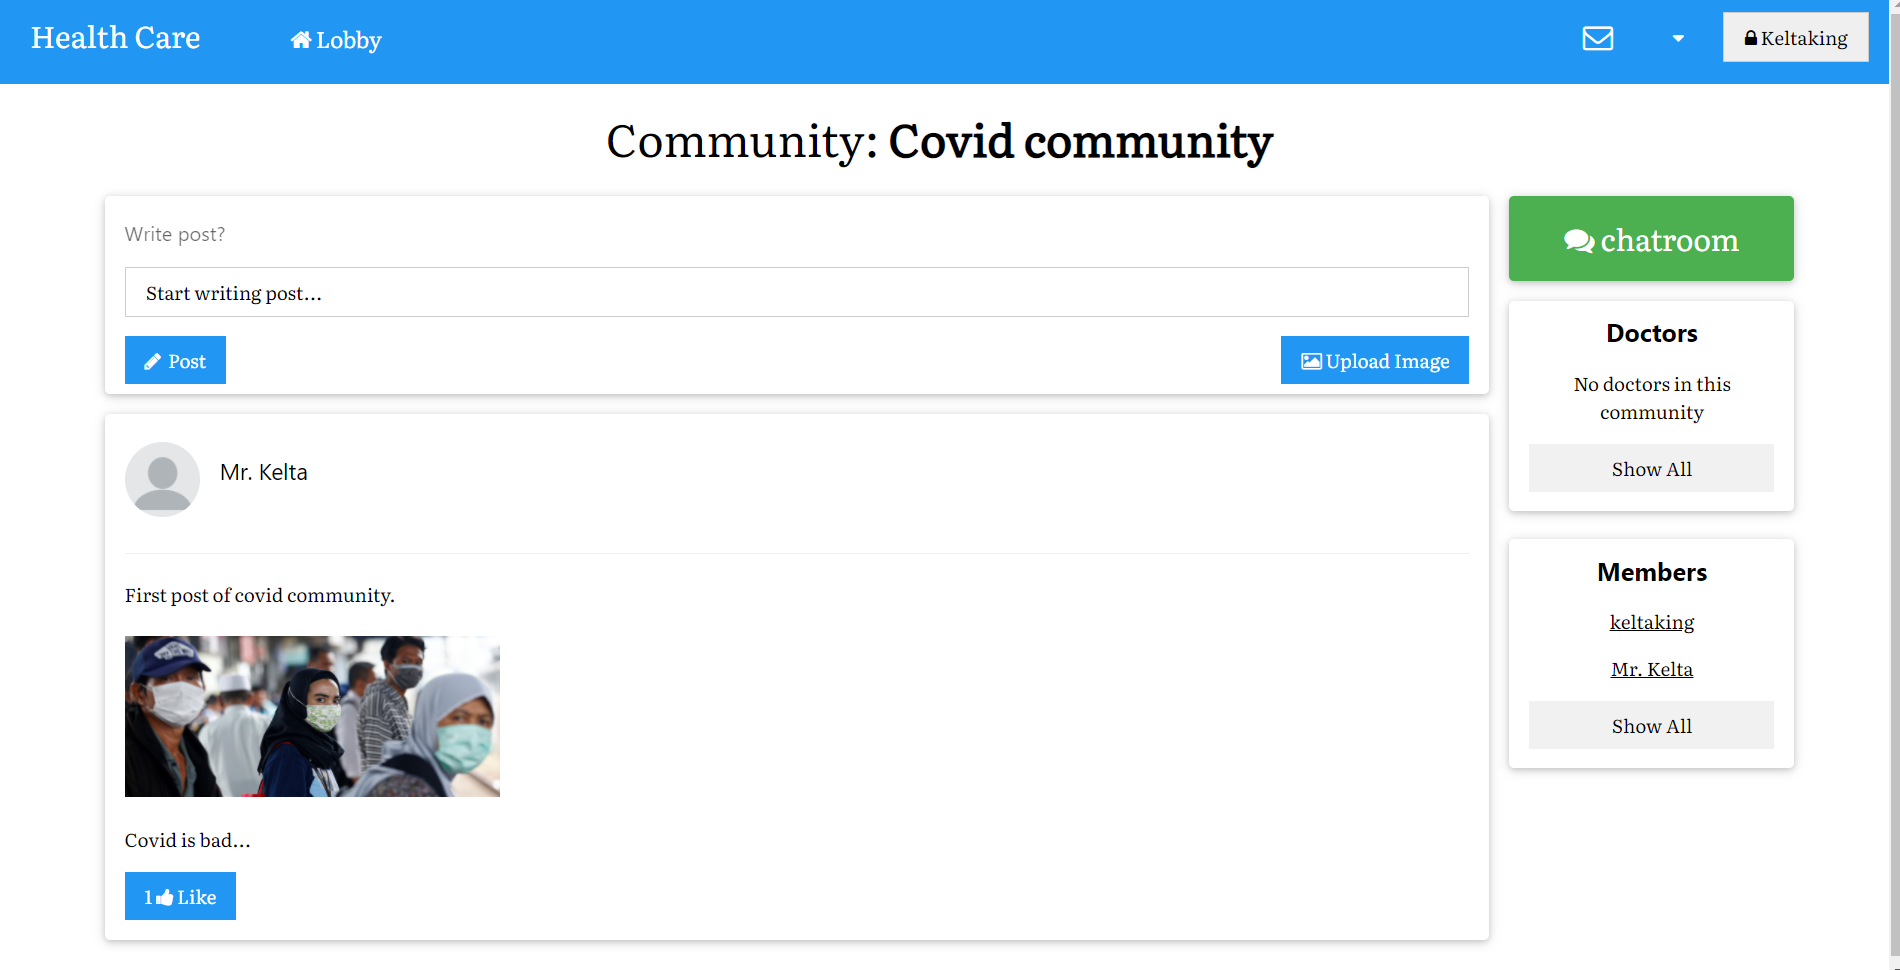 Health Care
Lobby
Keltaking
Community: Covid community
Write post?
Start writing post...
Post
Upload Image
Mr. Kelta
First post of covid community.
Covid is bad...
1 Like
chatroom
Doctors
No doctors in this
community
Show All
Members
keltaking
Mr. Kelta
Show All